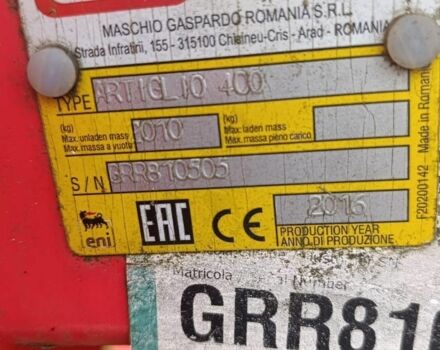 MASCHIO GASPARDO ROMANIA S.R.L.
Strada Infratirii, 155 - 315100 Chisineu-Cris - Arad - ROMANIA
TYPE ARTIGLIO 400
(kg)
Max. unladen mass
Max. massa a vuoto
(kg)
Max. laden mass
Max. massa pieno carico
S/N GRR810505
eni
EAC
CE
2016
PRODUCTION YEAR
ANNO DI PRODUZIONE
F20200142 - Made in Romania
Matricola Number
GRR81